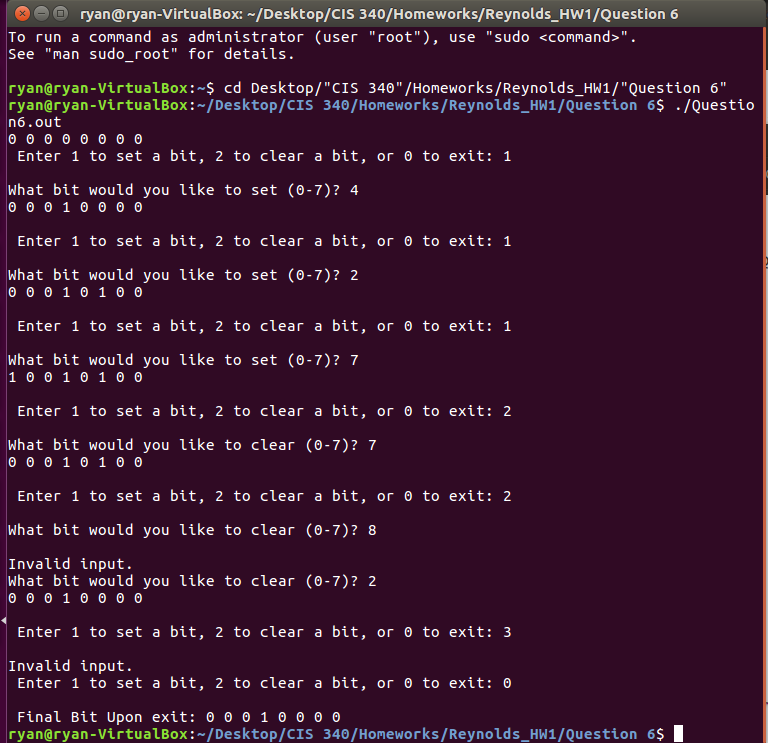 ryan@ryan-VirtualBox: ~/Desktop/CIS 340/Homeworks/Reynolds_HW1/Question 6
To run a command as administrator (user "root"), use "sudo <command>".
See "man sudo_root" for details.
ryan@ryan-VirtualBox:~$ cd Desktop/"CIS 340"/Homeworks/Reynolds_HW1/"Question 6"
ryan@ryan-VirtualBox:~/Desktop/CIS 340/Homeworks/Reynolds_HW1/Question 6$ ./Questio
n6.out
0 0 0 0 0 0 0 0
Enter 1 to set a bit, 2 to clear a bit, or 0 to exit: 1
What bit would you like to set (0-7)? 4
0 0 0 1 0 0 0 0
Enter 1 to set a bit, 2 to clear a bit, or 0 to exit: 1
What bit would you like to set (0-7)? 2
0 0 0 1 0 1 0 0
Enter 1 to set a bit, 2 to clear a bit, or 0 to exit: 1
What bit would you like to set (0-7)? 7
1 0 0 1 0 1 0 0
Enter 1 to set a bit, 2 to clear a bit, or 0 to exit: 2
What bit would you like to clear (0-7)? 7
0 0 0 1 0 1 0 0
Enter 1 to set a bit, 2 to clear a bit, or 0 to exit: 2
What bit would you like to clear (0-7)? 8
Invalid input.
What bit would you like to clear (0-7)? 2
0 0 0 1 0 0 0 0
Enter 1 to set a bit, 2 to clear a bit, or 0 to exit: 3
Invalid input.
Enter 1 to set a bit, 2 to clear a bit, or 0 to exit: 0
Final Bit Upon exit: 0 0 0 1 0 0 0 0
ryan@ryan-VirtualBox:~/Desktop/CIS 340/Homeworks/Reynolds_HW1/Question 6$